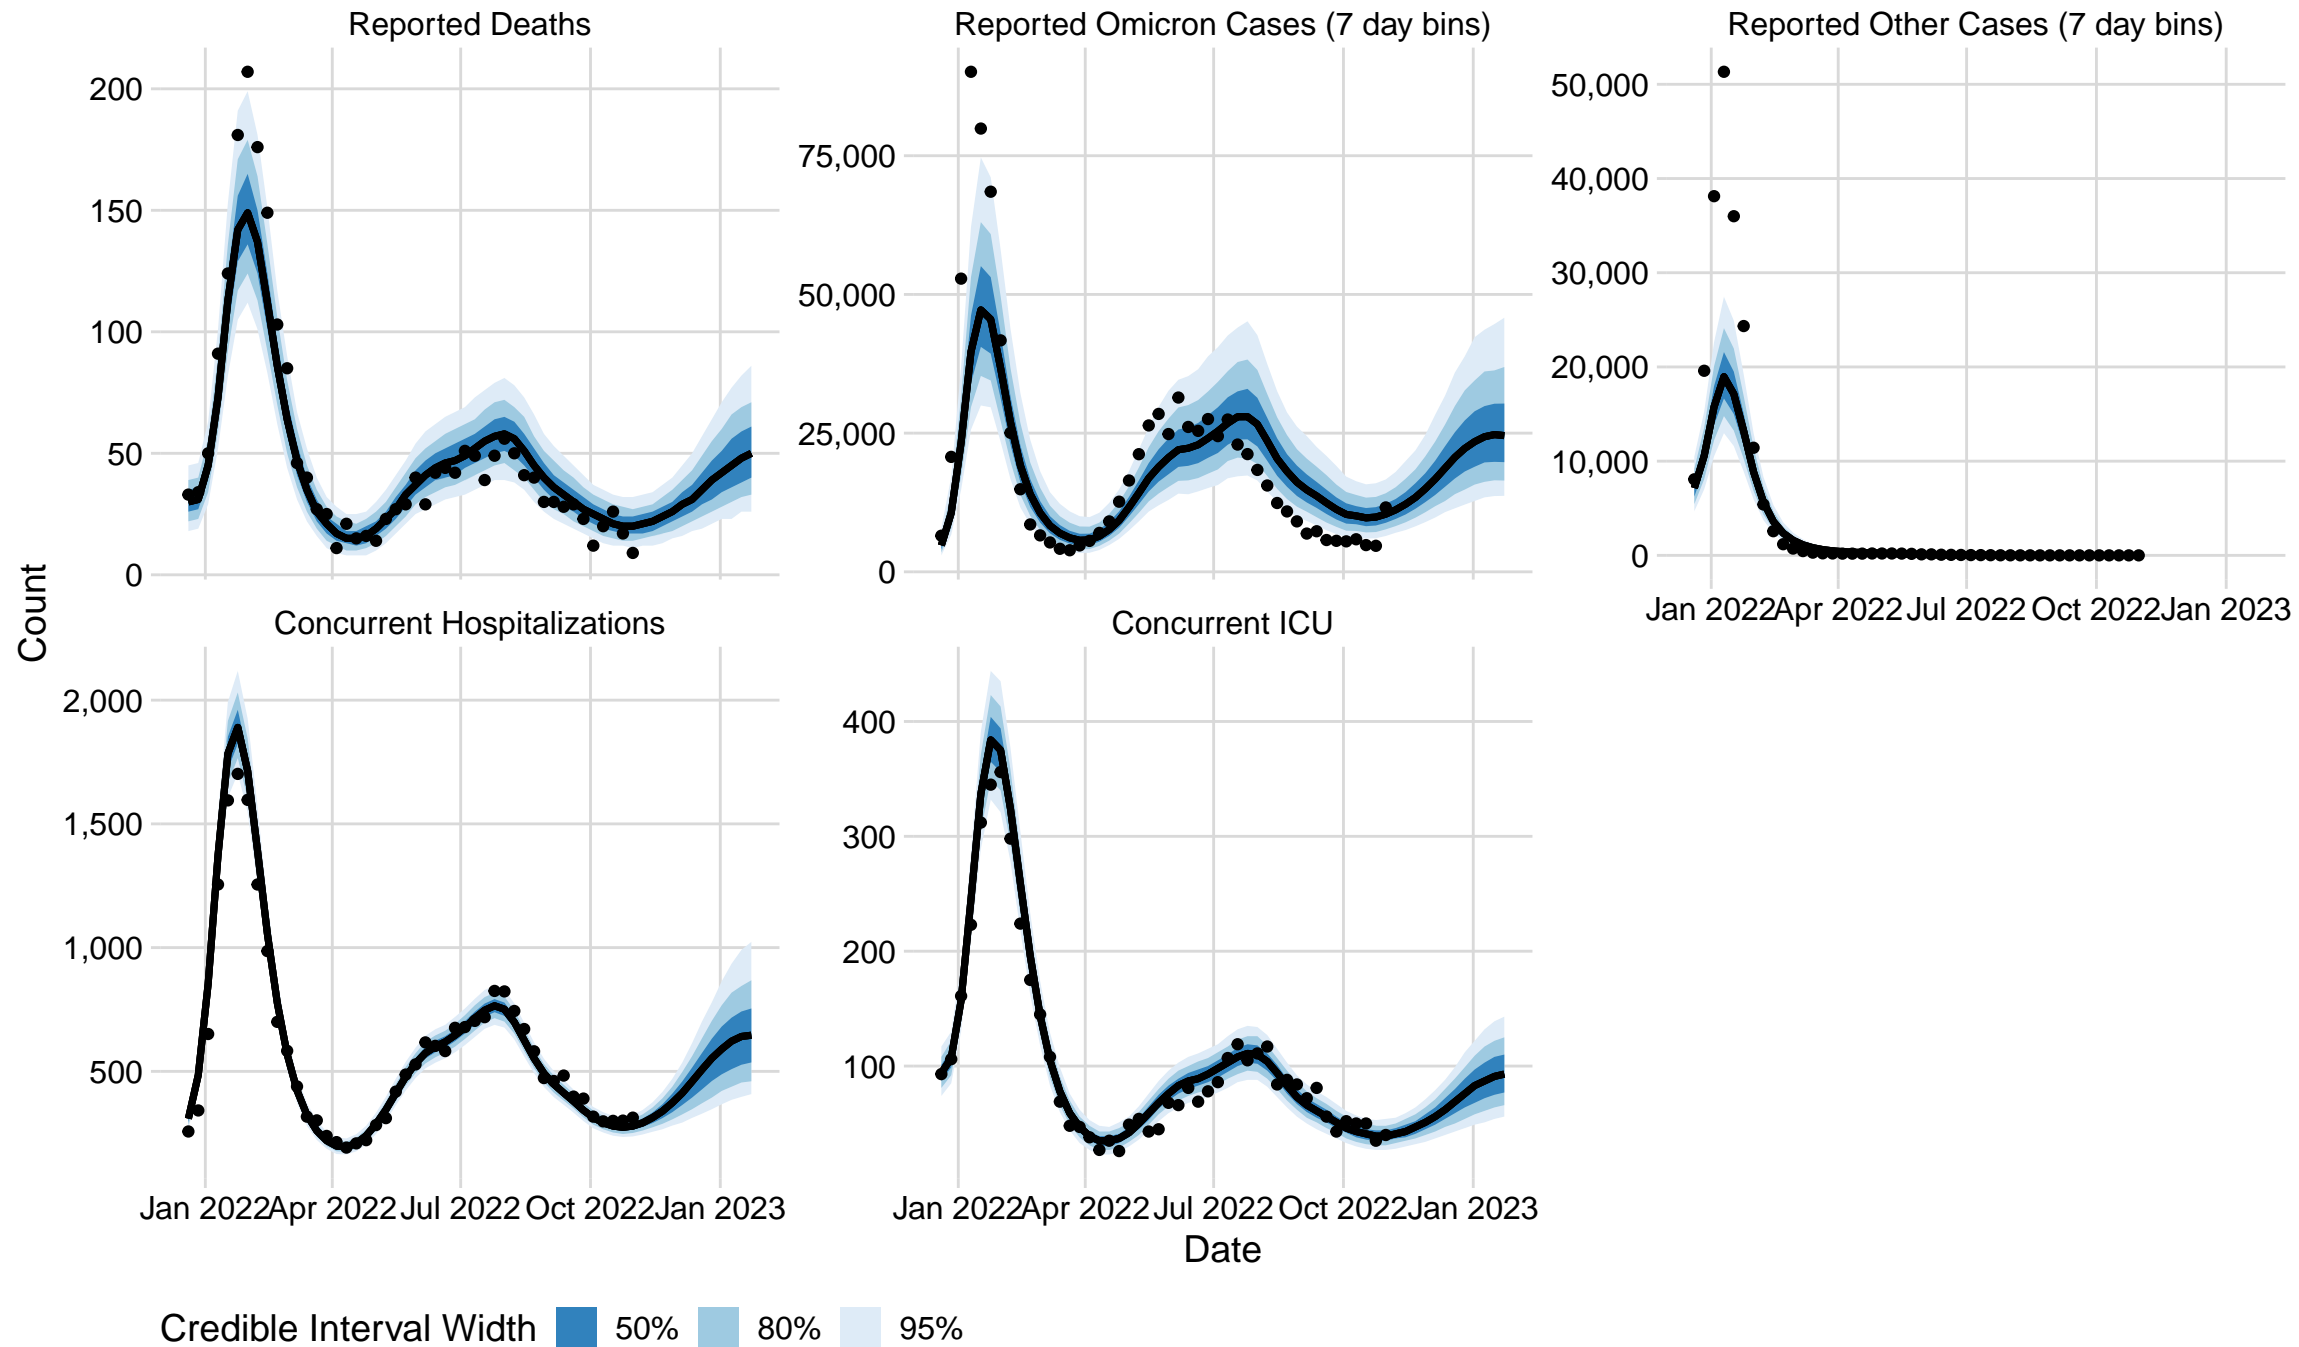 Reported Deaths
Reported Omicron Cases (7 day bins)
Reported Other Cases (7 day bins)
200
150
100
50
0
75,000
50,000
25,000
0
50,000
40,000
30,000
20,000
10,000
0
Jan 2022 Apr 2022 Jul 2022 Oct 2022 Jan 2023
Count
Concurrent Hospitalizations
Concurrent ICU
2,000
1,500
1,000
500
400
300
200
100
Jan 2022 Apr 2022 Jul 2022 Oct 2022 Jan 2023
Jan 2022 Apr 2022 Jul 2022 Oct 2022 Jan 2023
Date
Credible Interval Width 50% 80% 95%